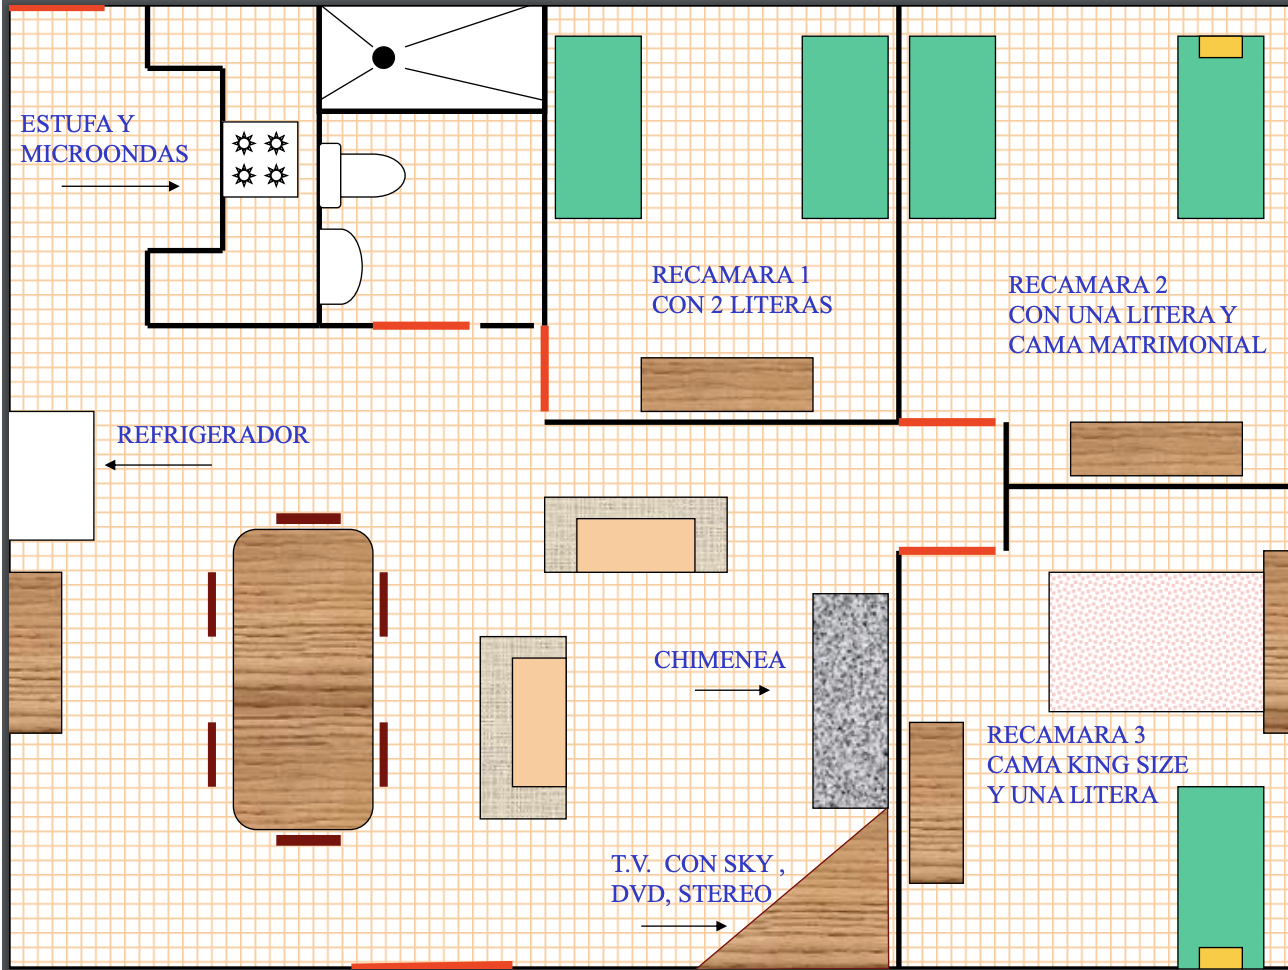 ESTUFA Y
MICROONDAS
RECAMARA 1
CON 2 LITERAS
RECAMARA 2
CON UNA LITERA Y
CAMA MATRIMONIAL
REFRIGERADOR
CHIMENEA
RECAMARA 3
CAMA KING SIZE
Y UNA LITERA
T.V. CON SKY ,
DVD, STEREO